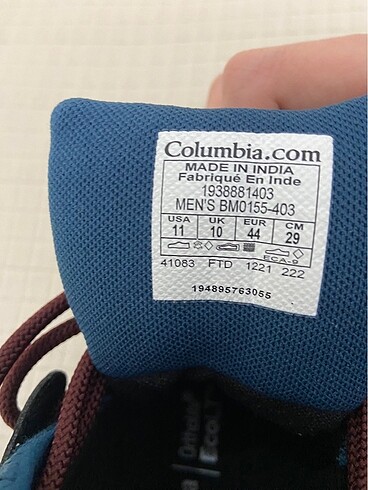 Columbia.com
MADE IN INDIA
Fabriqué En Inde
1938881403
MEN'S BM0155-403
USA UK EUR CM
11 10 44 29
ECA-9
41083 FTD 1221 222
194895763055